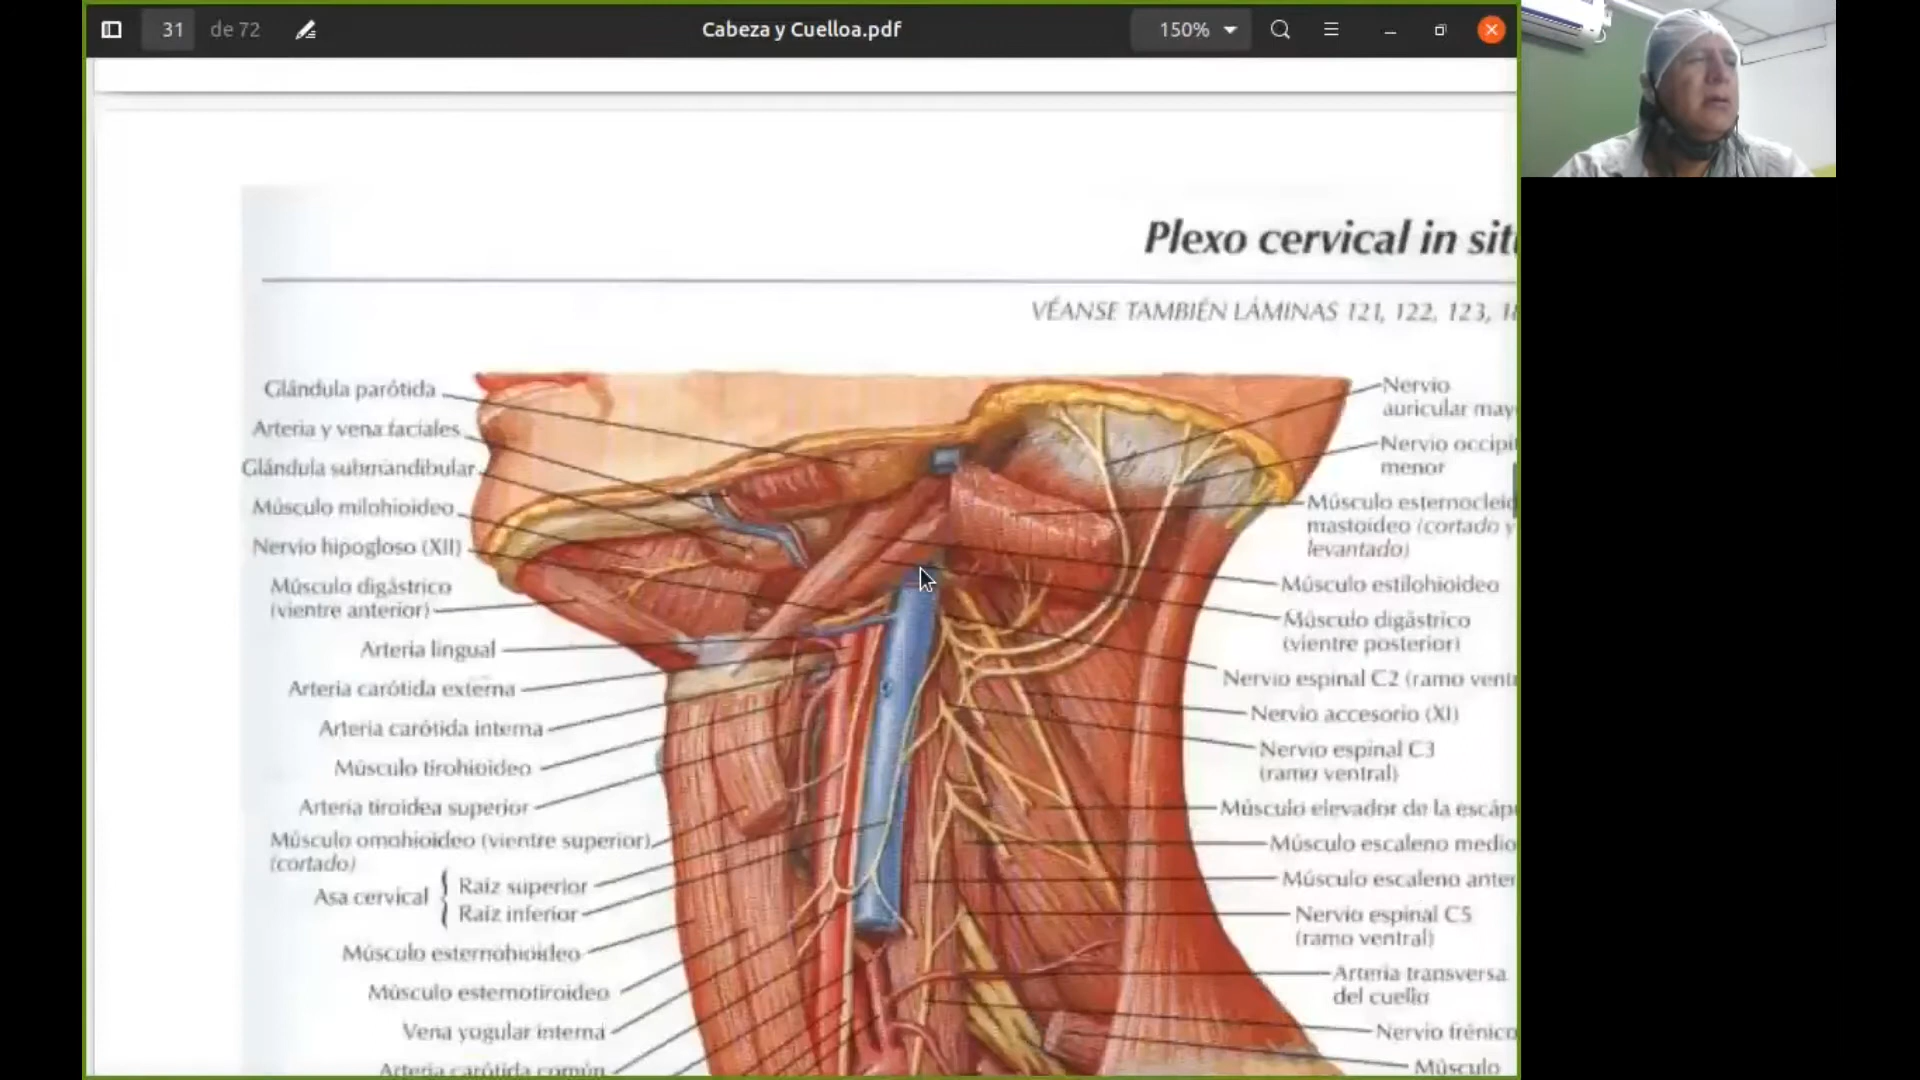 31 de 72
Cabeza y Cuelloa.pdf
150%
Plexo cervical in sit
VÉANSE TAMBIÉN LÁMINAS 121, 122, 123, 1
Glándula parótida
Arteria y vena faciales
Glándula submandibular
Músculo milohioideo
Nervio hipogloso (XII)
Músculo digástrico
(vientre anterior)
Arteria lingual
Arteria carótida externa
Arteria carótida interna
Músculo tirohioideo
Arteria tiroidea superior
Músculo omohioideo (vientre superior)
(cortado)
Asa cervical
Raíz superior
Raíz inferior
Músculo esternohioideo
Músculo esternotiroideo
Vena yugular interna
Arteria carótida común
Nervio
auricular may
Nervio occipit
menor
Músculo esternocleid
mastoideo (cortado y
levantado)
Músculo estilohioideo
Músculo digástrico
(vientre posterior)
Nervio espinal C2 (ramo vent
Nervio accesorio (XI)
Nervio espinal C3
(ramo ventral)
Músculo elevador de la escáp
Músculo escaleno medio
Músculo escaleno anter
Nervio espinal C5
(ramo ventral)
Arteria transversa
del cuello
Nervio frénico
Músculo